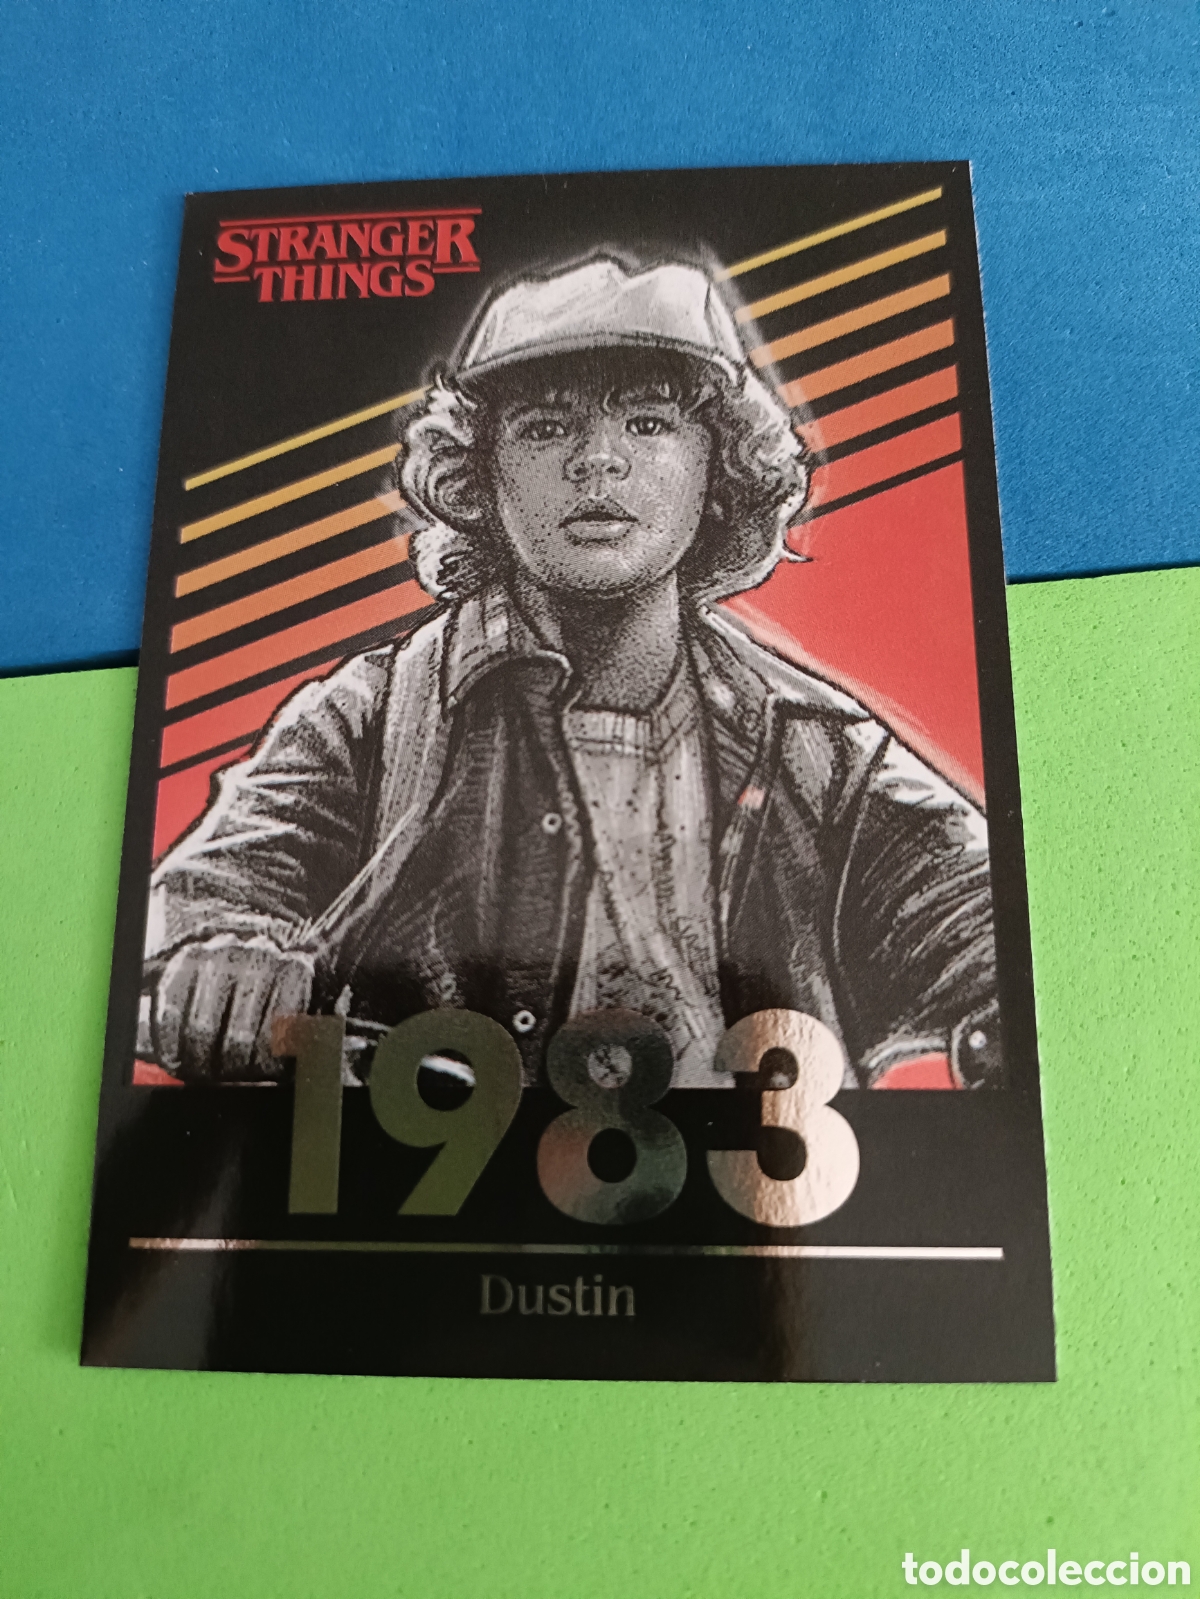 STRANGER
THINGS
1983
Dustin
todocoleccion